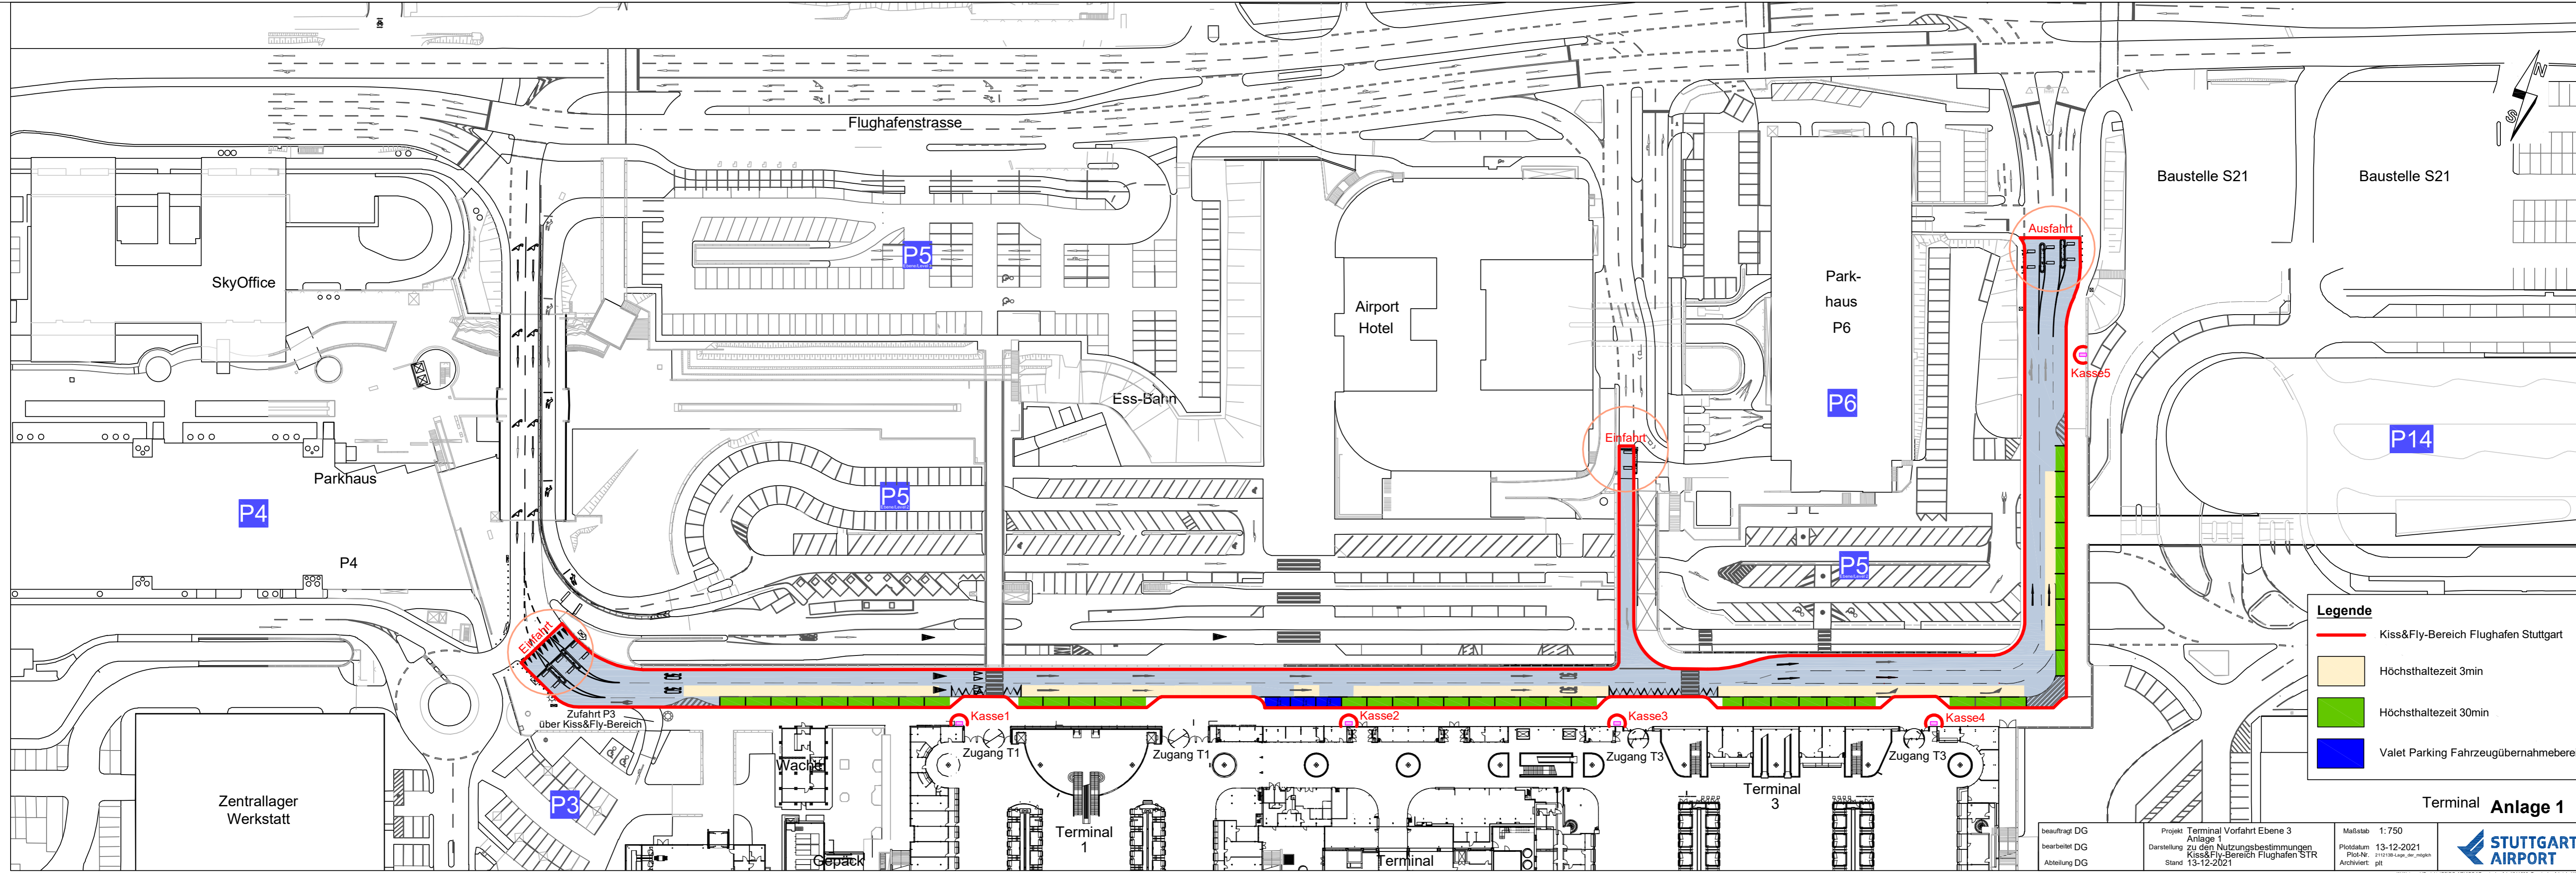 Flughafenstrasse
N
S
Baustelle S21
Baustelle S21
SkyOffice
P5
Ausfahrt
Airport
Hotel
Park-
haus
P6
Kasse5
Ess-Bahn
P6
Einfahrt
P14
Parkhaus
P4
P5
P4
P5
Einfahrt
Legende
Kiss&Fly-Bereich Flughafen Stuttgart
Höchsthaltezeit 3min
Höchsthaltezeit 30min
Valet Parking Fahrzeugübernahmeberei
Zufahrt P3
über Kiss&Fly-Bereich
Kasse1
Kasse2
Kasse3
Kasse4
Zugang T1
Zugang T1
Zugang T3
Zugang T3
Wache
P3
Zentrallager
Werkstatt
Terminal
1
Terminal
3
Gepäck
Terminal
Terminal
Anlage 1
beauftragt DG
bearbeitet DG
Abteilung DG
Projekt Terminal Vorfahrt Ebene 3
Anlage 1
Darstellung zu den Nutzungsbestimmungen
Kiss&Fly-Bereich Flughafen STR
Stand 13-12-2021
Maßstab 1:750
Plotdatum 13-12-2021
Plot-Nr.
Archiviert: plt
STUTTGART
AIRPORT